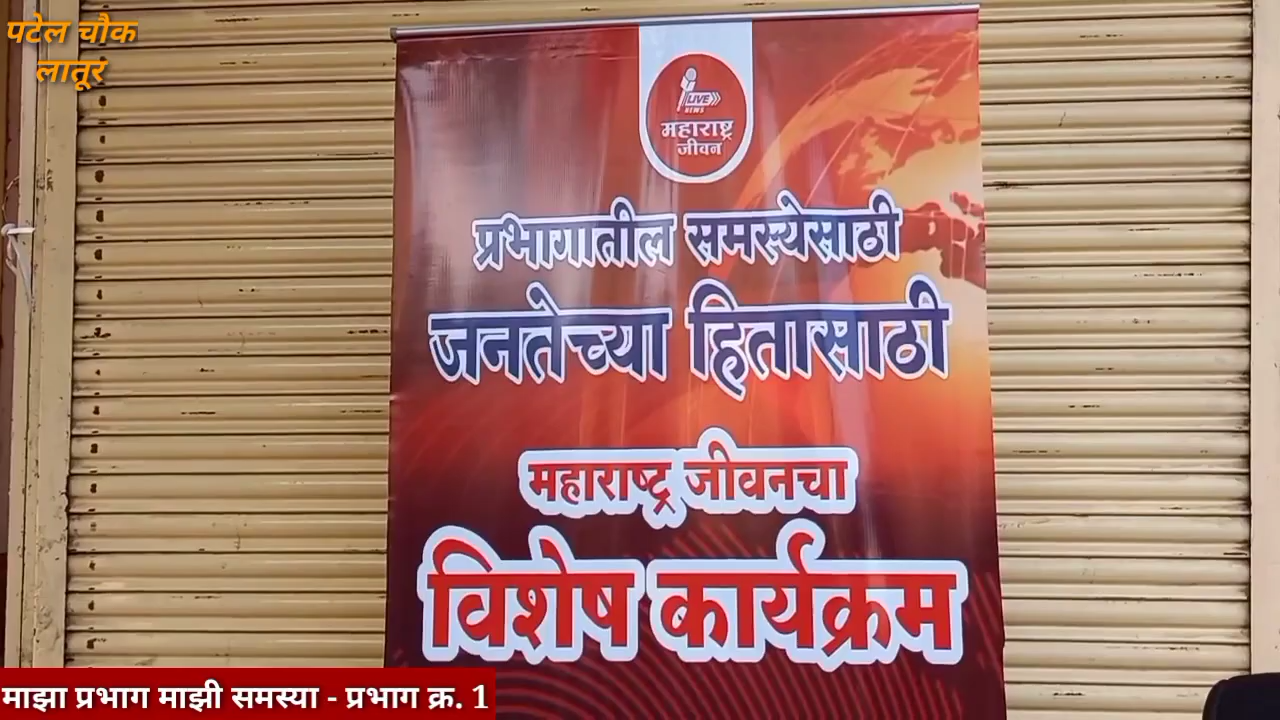 पटेल चौक
लातूरं
LIVE
NEWS
महाराष्ट्र
जीवन
प्रभागातील समस्येसाठी
जनतेच्या हितासाठी
महाराष्ट्र जीवनचा
विशेष कार्यक्रम
माझा प्रभाग माझी समस्या - प्रभाग क्र. 1